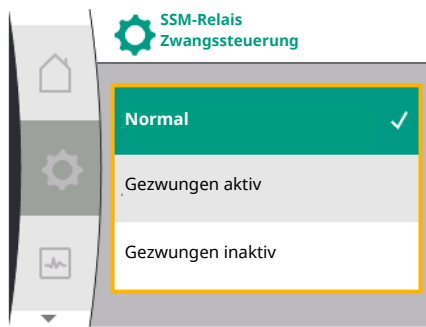 SSM-Relais
Zwangssteuerung
Normal
Gezwungen aktiv
Gezwungen inaktiv